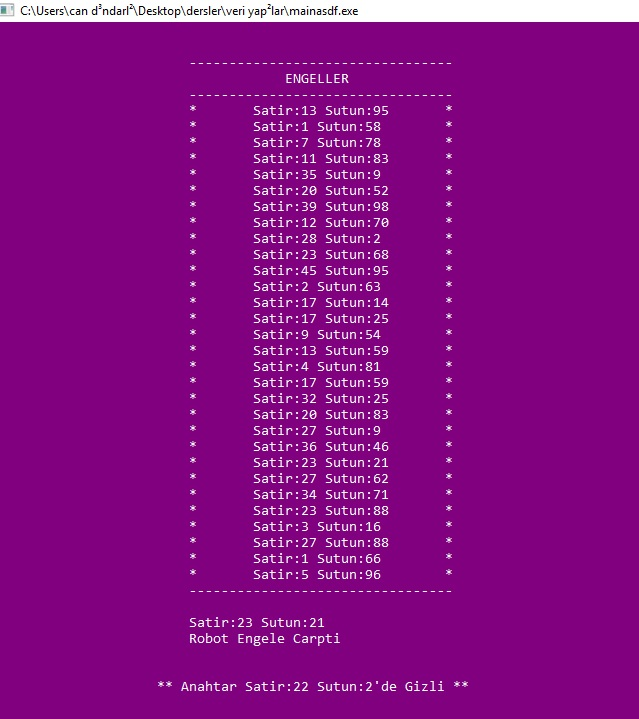 C:\Users\can d³ndarl²\Desktop\dersler\veri yap²lar\mainasdf.exe
---------------------------------
ENGELLER
---------------------------------
* Satir:13 Sutun:95 *
* Satir:1 Sutun:58 *
* Satir:7 Sutun:78 *
* Satir:11 Sutun:83 *
* Satir:35 Sutun:9 *
* Satir:20 Sutun:52 *
* Satir:39 Sutun:98 *
* Satir:12 Sutun:70 *
* Satir:28 Sutun:2 *
* Satir:23 Sutun:68 *
* Satir:45 Sutun:95 *
* Satir:2 Sutun:63 *
* Satir:17 Sutun:14 *
* Satir:17 Sutun:25 *
* Satir:9 Sutun:54 *
* Satir:13 Sutun:59 *
* Satir:4 Sutun:81 *
* Satir:17 Sutun:59 *
* Satir:32 Sutun:25 *
* Satir:20 Sutun:83 *
* Satir:27 Sutun:9 *
* Satir:36 Sutun:46 *
* Satir:23 Sutun:21 *
* Satir:27 Sutun:62 *
* Satir:34 Sutun:71 *
* Satir:23 Sutun:88 *
* Satir:3 Sutun:16 *
* Satir:27 Sutun:88 *
* Satir:1 Sutun:66 *
* Satir:5 Sutun:96 *
---------------------------------
Satir:23 Sutun:21
Robot Engele Carpti
** Anahtar Satir:22 Sutun:2'de Gizli **